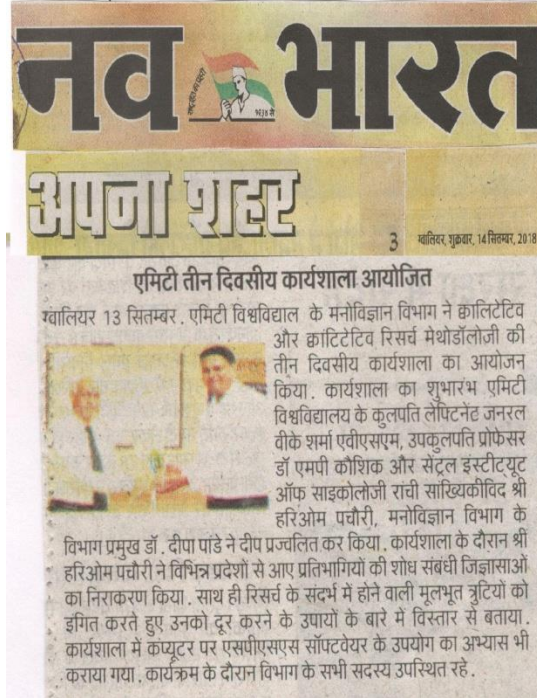 नव भारत
१९३४ से
अपना शहर
3 ग्वालियर, शुक्रवार, 14 सितम्बर, 2018
एमिटी तीन दिवसीय कार्यशाला आयोजित
ग्वालियर 13 सितम्बर. एमिटी विश्वविद्याल के मनोविज्ञान विभाग ने क्वालिटेटिव
और क्वांटिटेटिव रिसर्च मेथोडॉलोजी की
तीन दिवसीय कार्यशाला का आयोजन
किया. कार्यशाला का शुभारंभ एमिटी
विश्वविद्यालय के कुलपति लेफ्टिनेंट जनरल
वीके शर्मा एवीएसएम, उपकुलपति प्रोफेसर
डॉ एमपी कौशिक और सेंट्रल इंस्टीट्यूट
ऑफ साइकोलोजी रांची सांख्यिकीविद श्री
हरिओम पचौरी, मनोविज्ञान विभाग के
विभाग प्रमुख डॉ. दीपा पांडे ने दीप प्रज्वलित कर किया. कार्यशाला के दौरान श्री
हरिओम पचौरी ने विभिन्न प्रदेशों से आए प्रतिभागियों की शोध संबंधी जिज्ञासाओं
का निराकरण किया. साथ ही रिसर्च के संदर्भ में होने वाली मूलभूत त्रुटियों को
इंगित करते हुए उनको दूर करने के उपायों के बारे में विस्तार से बताया.
कार्यशाला में कंप्यूटर पर एसपीएसएस सॉफ्टवेयर के उपयोग का अभ्यास भी
कराया गया. कार्यक्रम के दौरान विभाग के सभी सदस्य उपस्थित रहे.